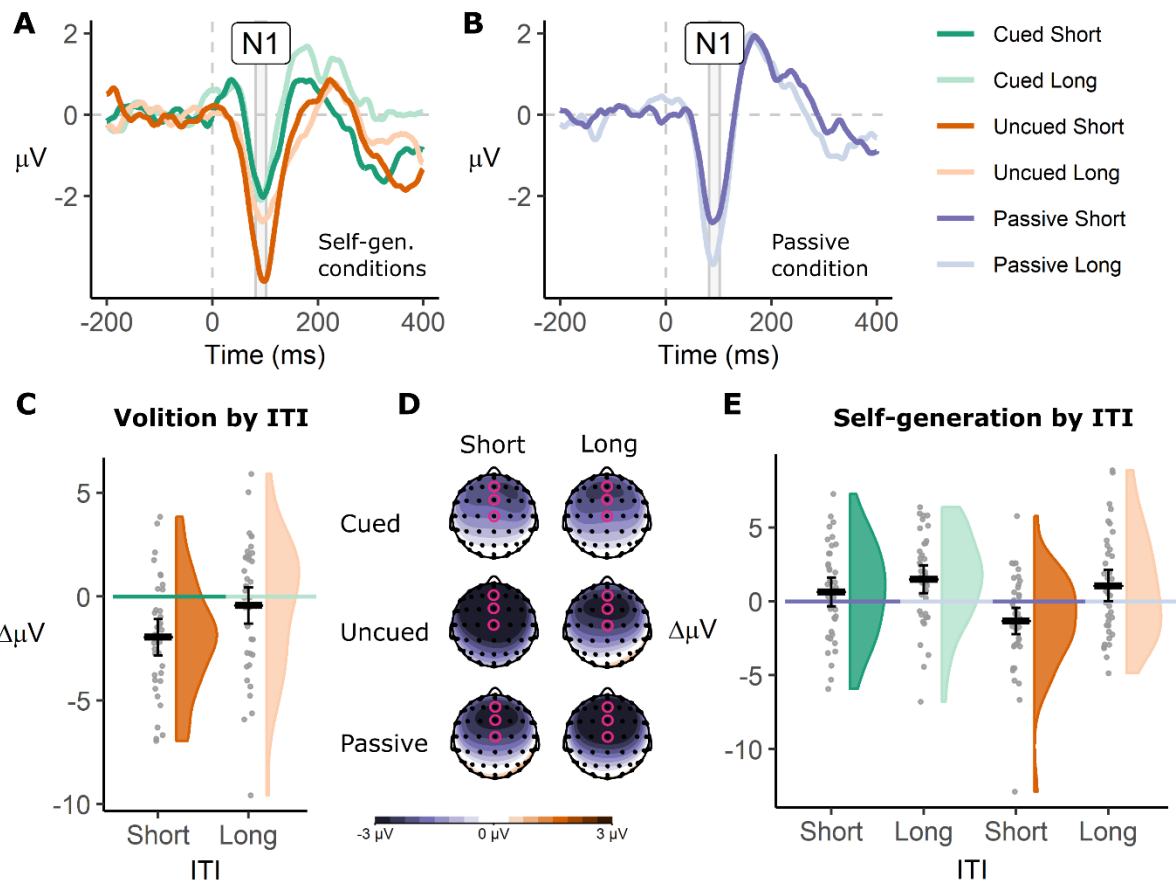 A
N1
2
0
-2
μV
Self-gen.
conditions
-200
0
200
400
Time (ms)
B
N1
2
0
-2
μV
Passive
condition
-200
0
200
400
Time (ms)
Cued Short
Cued Long
Uncued Short
Uncued Long
Passive Short
Passive Long
C
Volition by ITI
5
0
-5
-10
ΔμV
Short
Long
ITI
D
Short
Long
Cued
Uncued
Passive
-3 μV
0 μV
3 μV
E
Self-generation by ITI
5
0
-5
-10
ΔμV
Short
Long
Short
Long
ITI